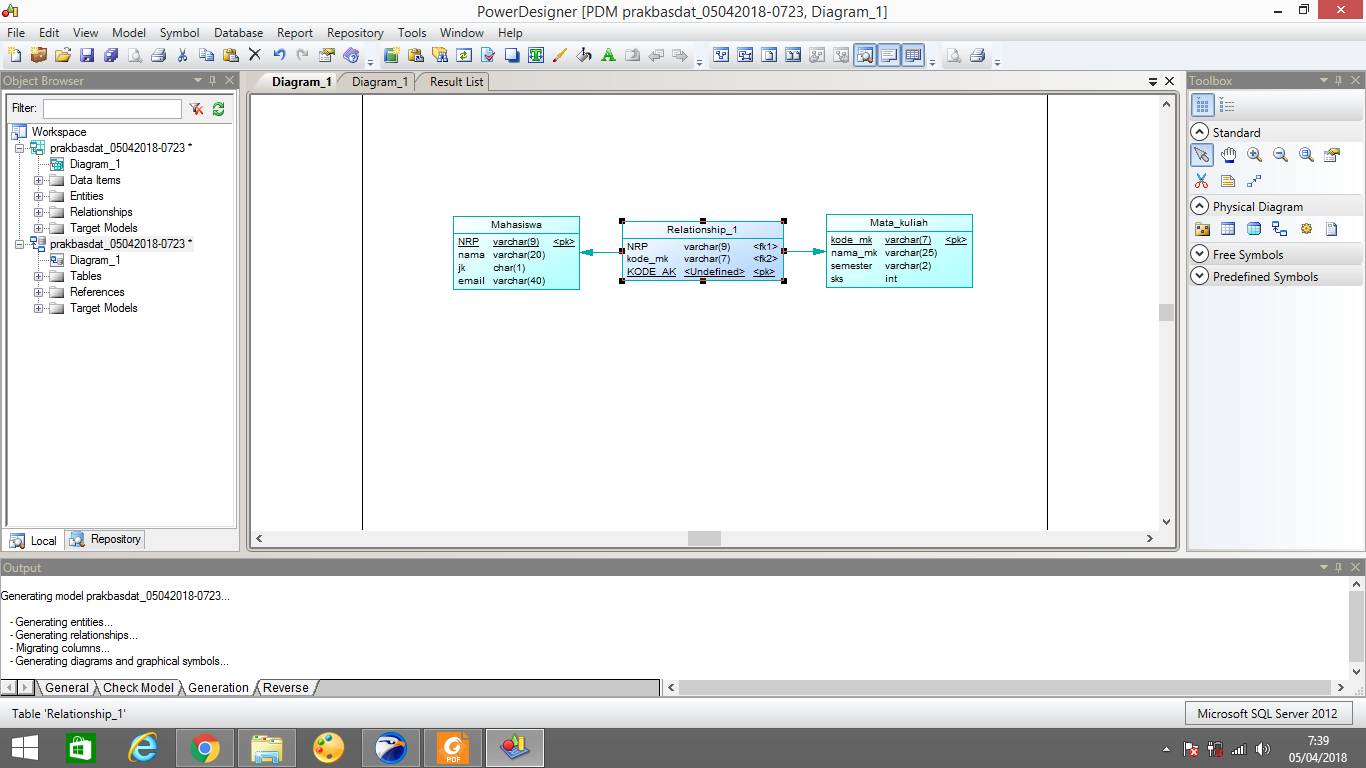 PowerDesigner [PDM prakbasdat_05042018-0723, Diagram_1]
File Edit View Model Symbol Database Report Repository Tools Window Help
Object Browser
Filter:
Workspace
prakbasdat_05042018-0723 *
Diagram_1
Data Items
Entities
Relationships
Target Models
prakbasdat_05042018-0723 *
Diagram_1
Tables
References
Target Models
Local Repository
Diagram_1 Diagram_1 Result List
Mahasiswa
NRP varchar(9) <pk>
nama varchar(20)
jk char(1)
email varchar(40)
Relationship_1
NRP varchar(9) <fk1>
kode_mk varchar(7) <fk2>
KODE_AK <Undefined> <pk>
Mata_kuliah
kode_mk varchar(7) <pk>
nama_mk varchar(25)
semester varchar(2)
sks int
Toolbox
Standard
Physical Diagram
Free Symbols
Predefined Symbols
Output
Generating model prakbasdat_05042018-0723...
- Generating entities...
- Generating relationships...
- Migrating columns...
- Generating diagrams and graphical symbols...
General Check Model Generation Reverse
Table 'Relationship_1'
Microsoft SQL Server 2012
PDF
7:39
05/04/2018